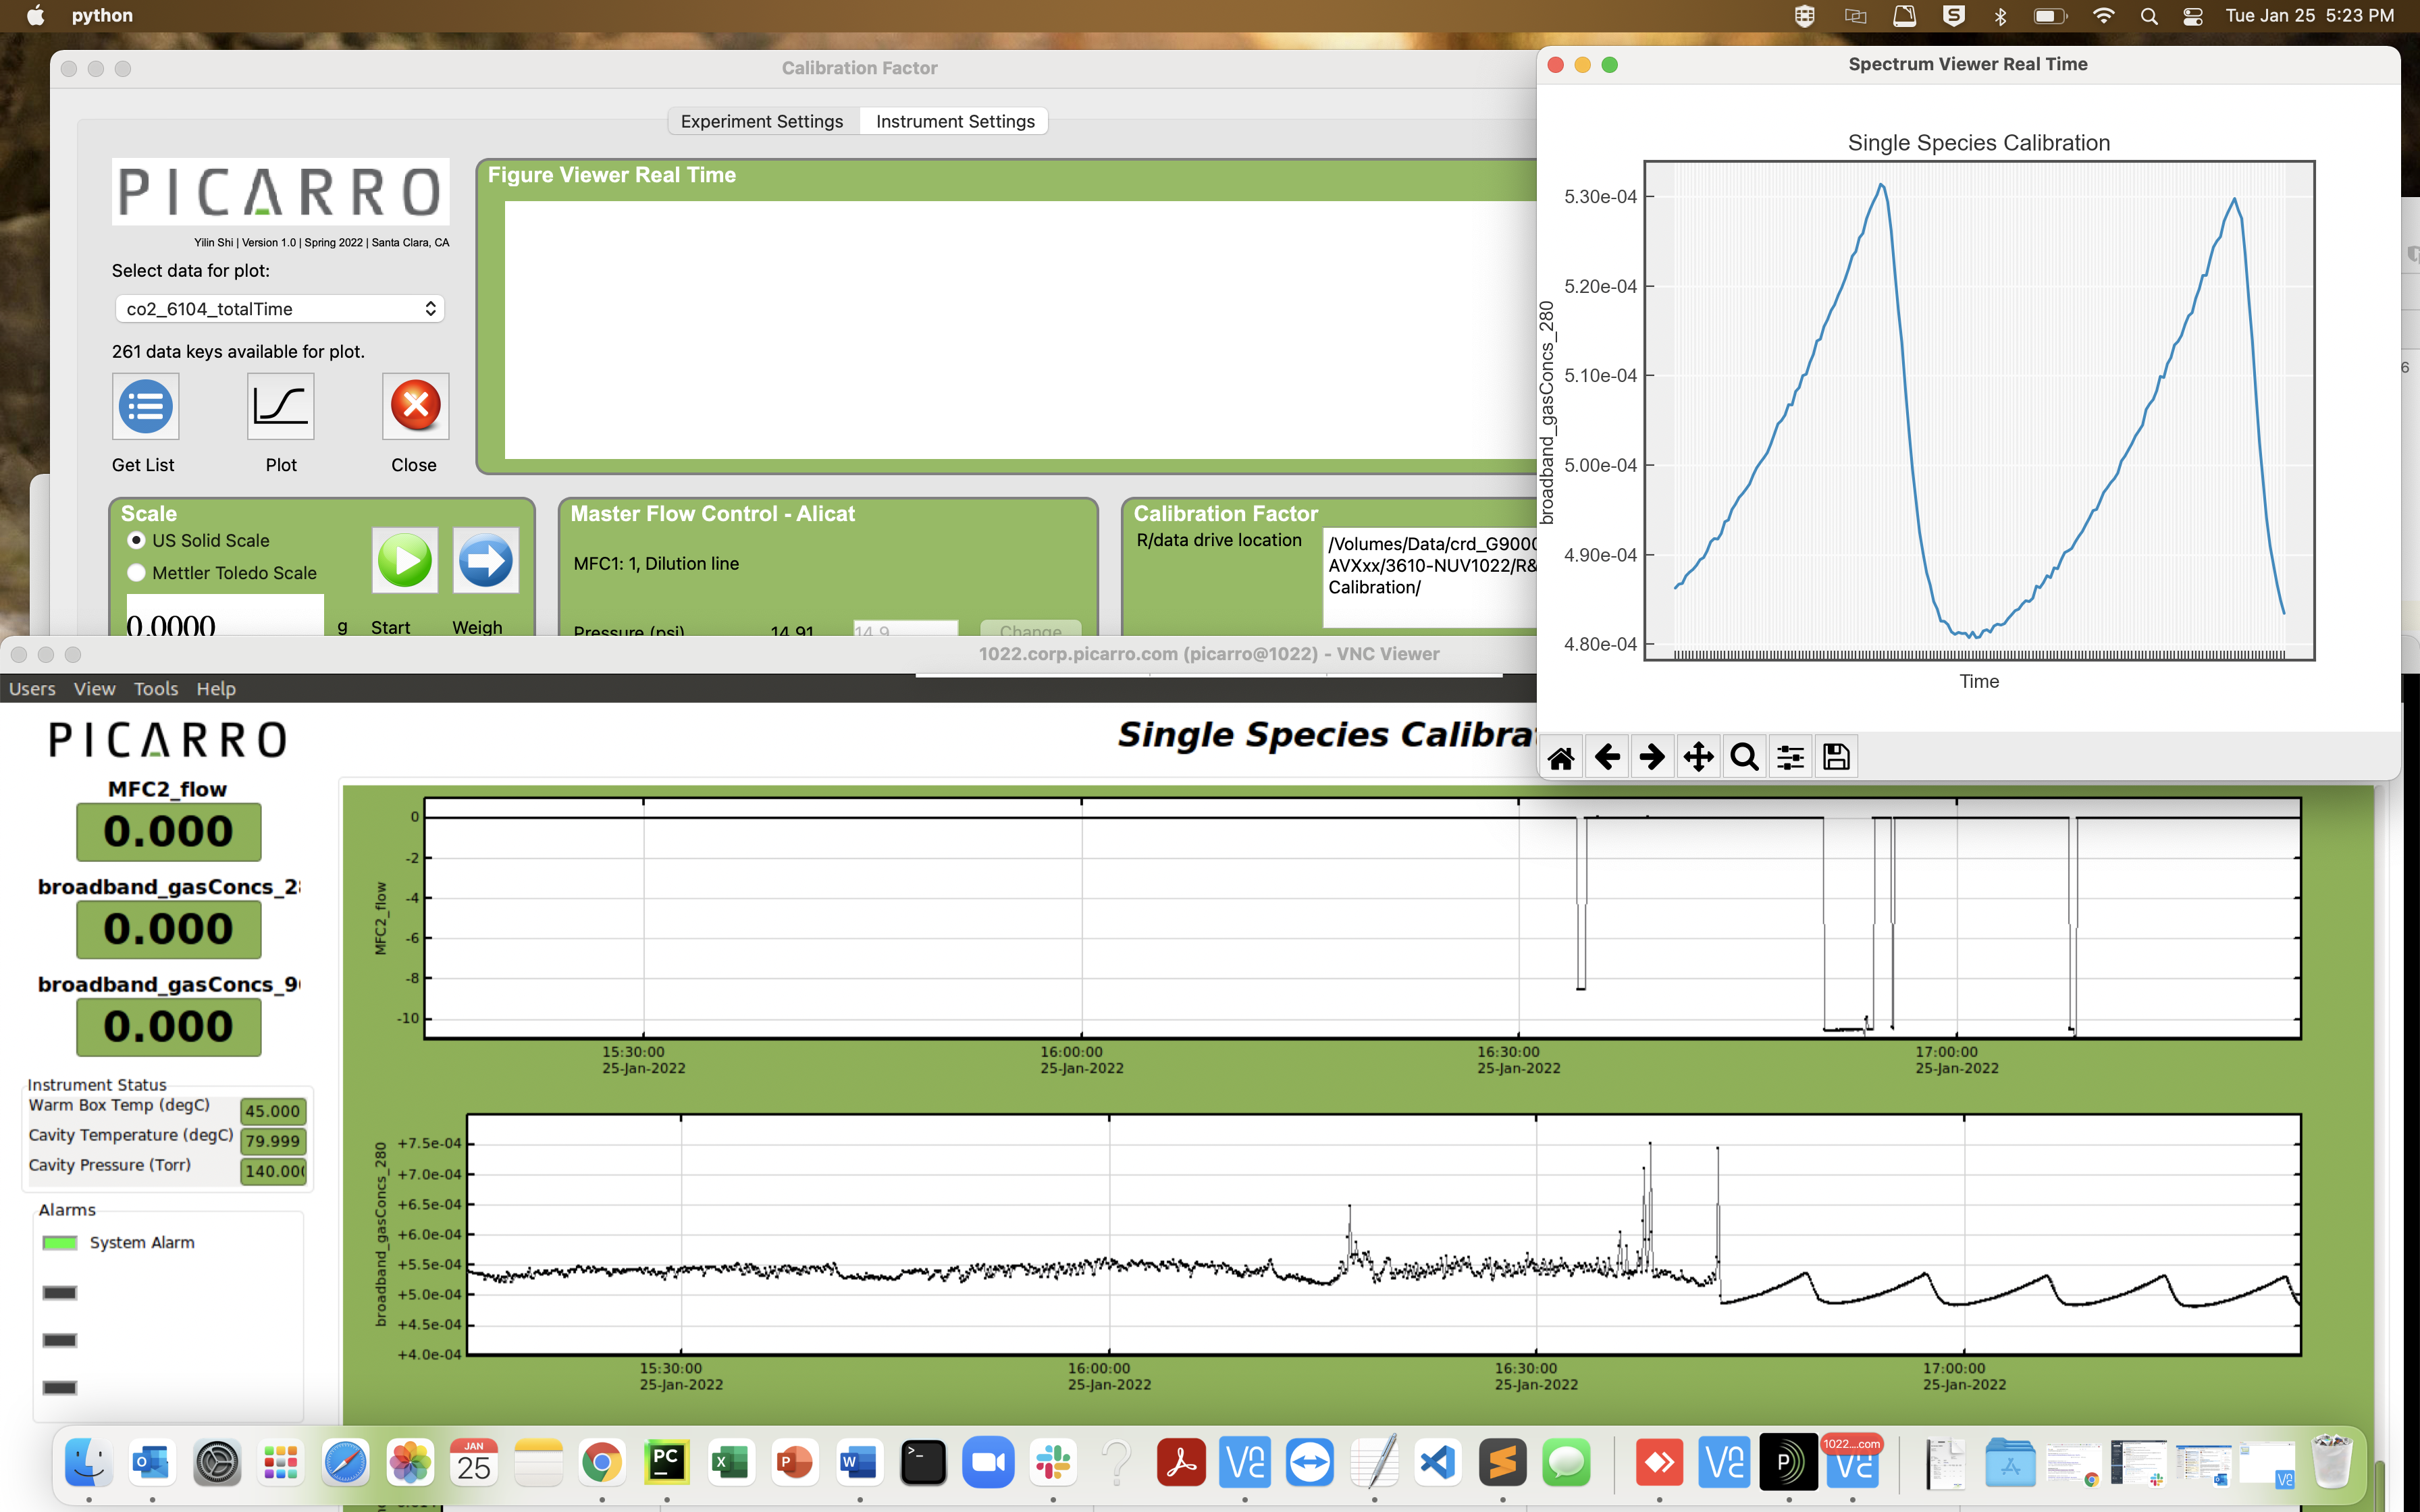 python
Tue Jan 25 5:23 PM
Calibration Factor
Experiment Settings
Instrument Settings
PICARRO
Yilin Shi | Version 1.0 | Spring 2022 | Santa Clara, CA
Select data for plot:
co2_6104_totalTime
261 data keys available for plot.
Get List
Plot
Close
Figure Viewer Real Time
Scale
US Solid Scale
Mettler Toledo Scale
0.0000
g
Start
Weigh
Master Flow Control - Alicat
MFC1: 1, Dilution line
Pressure (psi)
14.91
14.9
Change
Calibration Factor
R/data drive location
/Volumes/Data/crd_G9000
AVXxx/3610-NUV1022/R&
Calibration/
Spectrum Viewer Real Time
Single Species Calibration
5.30e-04
5.20e-04
5.10e-04
5.00e-04
4.90e-04
4.80e-04
broadband_gasConcs_280
Time
6
1022.corp.picarro.com (picarro@1022) - VNC Viewer
Users View Tools Help
PICARRO
Single Species Calibra
MFC2_flow
0.000
broadband_gasConcs_28
0.000
broadband_gasConcs_90
0.000
Instrument Status
Warm Box Temp (degC)
45.000
Cavity Temperature (degC)
79.999
Cavity Pressure (Torr)
140.000
Alarms
System Alarm
MFC2_flow
0
-2
-4
-6
-8
-10
15:30:00
25-Jan-2022
16:00:00
25-Jan-2022
16:30:00
25-Jan-2022
17:00:00
25-Jan-2022
broadband_gasConcs_280
+7.5e-04
+7.0e-04
+6.5e-04
+6.0e-04
+5.5e-04
+5.0e-04
+4.5e-04
+4.0e-04
15:30:00
25-Jan-2022
16:00:00
25-Jan-2022
16:30:00
25-Jan-2022
17:00:00
25-Jan-2022
JAN
25
PC
1022....com